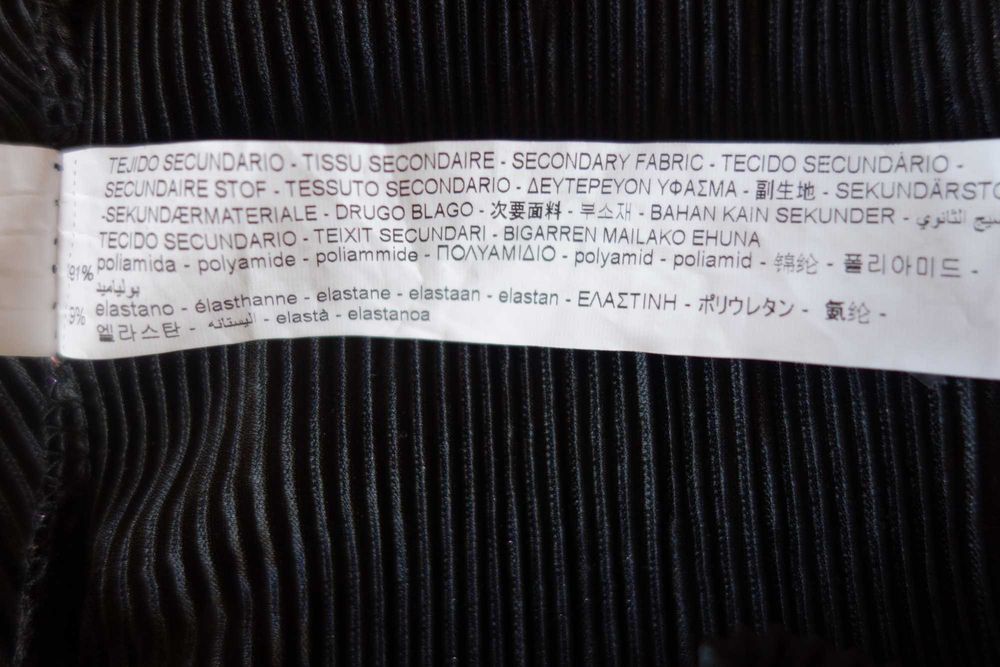 TEJIDO SECUNDARIO - TISSU SECONDAIRE - SECONDARY FABRIC - TECIDO SECUNDÁRIO -
SECUNDAIRE STOF - TESSUTO SECONDARIO - ΔΕΥΤΕΡΕΥΟΝ ΥΦΑΣΜΑ - 副生地 - SEKUNDÄRSTO
-SEKUNDÆRMATERIALE - DRUGO BLAGO - 次要面料 - 부소재 - BAHAN KAIN SEKUNDER - الثانوي
TECIDO SECUNDARIO - TEIXIT SECUNDARI - BIGARREN MAILAKO EHUNA
91% poliamida - polyamide - poliammide - ΠΟΛΥΑΜΙΔΙΟ - polyamid - poliamid - 锦纶 - 폴리아미드 -
بولياميد
9% elastano - élasthanne - elastane - elastaan - elastan - ΕΛΑΣΤΙΝΗ - ポリウレタン - 氨纶 -
엘라스탄 - اليستانه - elastà - elastanoa